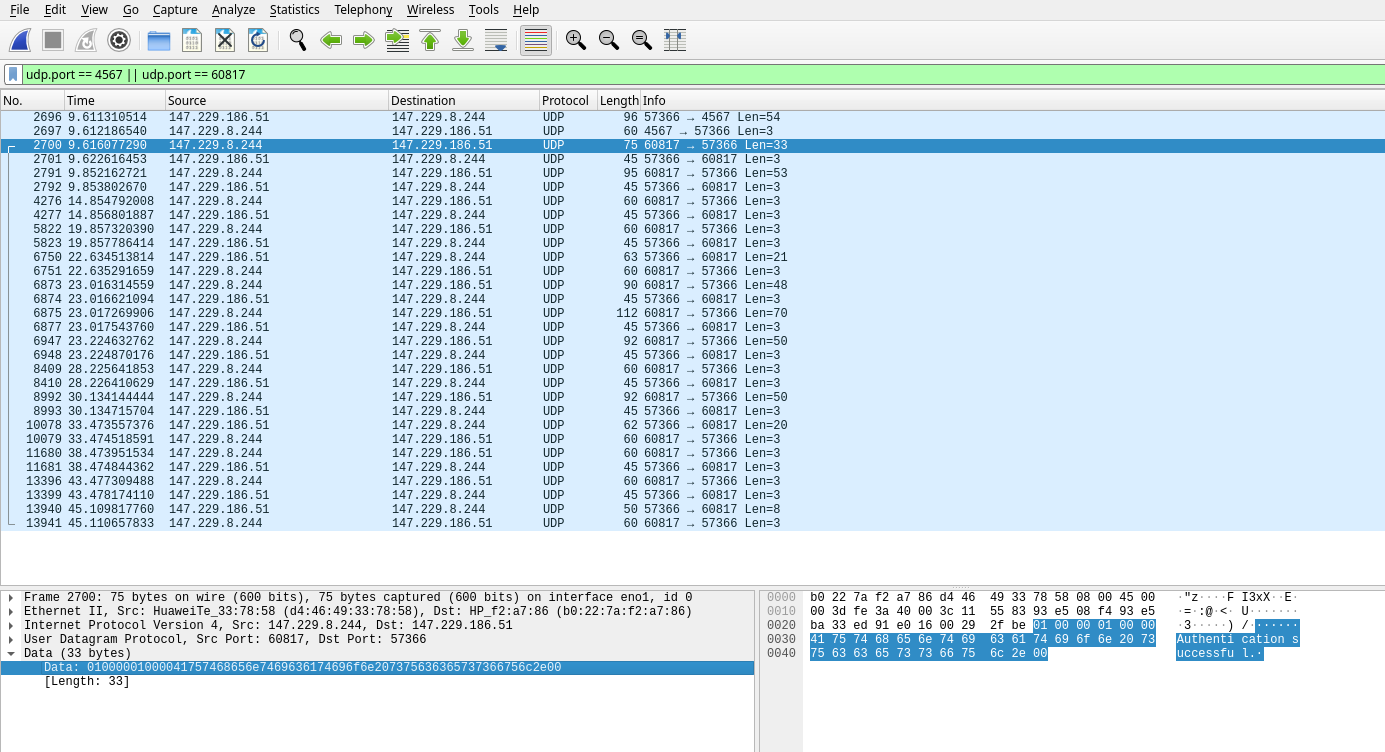 File Edit View Go Capture Analyze Statistics Telephony Wireless Tools Help
udp.port == 4567 || udp.port == 60817
No. Time Source Destination Protocol Length Info
2696 9.611310514 147.229.186.51 147.229.8.244 UDP 96 57366 → 4567 Len=54
2697 9.612186540 147.229.8.244 147.229.186.51 UDP 60 4567 → 57366 Len=3
2700 9.616077290 147.229.8.244 147.229.186.51 UDP 75 60817 → 57366 Len=33
2701 9.622616453 147.229.186.51 147.229.8.244 UDP 45 57366 → 60817 Len=3
2791 9.852162721 147.229.8.244 147.229.186.51 UDP 95 60817 → 57366 Len=53
2792 9.853802670 147.229.186.51 147.229.8.244 UDP 45 57366 → 60817 Len=3
4276 14.854792008 147.229.8.244 147.229.186.51 UDP 60 60817 → 57366 Len=3
4277 14.856801887 147.229.186.51 147.229.8.244 UDP 45 57366 → 60817 Len=3
5822 19.857320390 147.229.8.244 147.229.186.51 UDP 60 60817 → 57366 Len=3
5823 19.857786414 147.229.186.51 147.229.8.244 UDP 45 57366 → 60817 Len=3
6750 22.634513814 147.229.186.51 147.229.8.244 UDP 63 57366 → 60817 Len=21
6751 22.635291659 147.229.8.244 147.229.186.51 UDP 60 60817 → 57366 Len=3
6873 23.016314559 147.229.8.244 147.229.186.51 UDP 90 60817 → 57366 Len=48
6874 23.016621094 147.229.186.51 147.229.8.244 UDP 45 57366 → 60817 Len=3
6875 23.017269906 147.229.8.244 147.229.186.51 UDP 112 60817 → 57366 Len=70
6877 23.017543760 147.229.186.51 147.229.8.244 UDP 45 57366 → 60817 Len=3
6947 23.224632762 147.229.8.244 147.229.186.51 UDP 92 60817 → 57366 Len=50
6948 23.224870176 147.229.186.51 147.229.8.244 UDP 45 57366 → 60817 Len=3
8409 28.225641853 147.229.8.244 147.229.186.51 UDP 60 60817 → 57366 Len=3
8410 28.226410629 147.229.186.51 147.229.8.244 UDP 45 57366 → 60817 Len=3
8992 30.134144444 147.229.8.244 147.229.186.51 UDP 92 60817 → 57366 Len=50
8993 30.134715704 147.229.186.51 147.229.8.244 UDP 45 57366 → 60817 Len=3
10078 33.473557376 147.229.186.51 147.229.8.244 UDP 62 57366 → 60817 Len=20
10079 33.474518591 147.229.8.244 147.229.186.51 UDP 60 60817 → 57366 Len=3
11680 38.473951534 147.229.8.244 147.229.186.51 UDP 60 60817 → 57366 Len=3
11681 38.474844362 147.229.186.51 147.229.8.244 UDP 45 57366 → 60817 Len=3
13396 43.477309488 147.229.8.244 147.229.186.51 UDP 60 60817 → 57366 Len=3
13399 43.478174110 147.229.186.51 147.229.8.244 UDP 45 57366 → 60817 Len=3
13940 45.109817760 147.229.186.51 147.229.8.244 UDP 50 57366 → 60817 Len=8
13941 45.110657833 147.229.8.244 147.229.186.51 UDP 60 60817 → 57366 Len=3
Frame 2700: 75 bytes on wire (600 bits), 75 bytes captured (600 bits) on interface eno1, id 0
Ethernet II, Src: HuaweiTe_33:78:58 (d4:46:49:33:78:58), Dst: HP_f2:a7:86 (b0:22:7a:f2:a7:86)
Internet Protocol Version 4, Src: 147.229.8.244, Dst: 147.229.186.51
User Datagram Protocol, Src Port: 60817, Dst Port: 57366
Data (33 bytes)
Data: 01000001000041757468656e7469636174696f6e207375636365737366756c2e00
[Length: 33]
0000 b0 22 7a f2 a7 86 d4 46 49 33 78 58 08 00 45 00 ·"z····F I3xX··E·
0010 00 3d fe 3a 40 00 3c 11 55 83 93 e5 08 f4 93 e5 ·=·:@·<· U·······
0020 ba 33 ed 91 e0 16 00 29 2f be 01 00 00 01 00 00 ·3·····) /·······
0030 41 75 74 68 65 6e 74 69 63 61 74 69 6f 6e 20 73 Authenti cation s
0040 75 63 63 65 73 73 66 75 6c 2e 00 uccessfu l.·